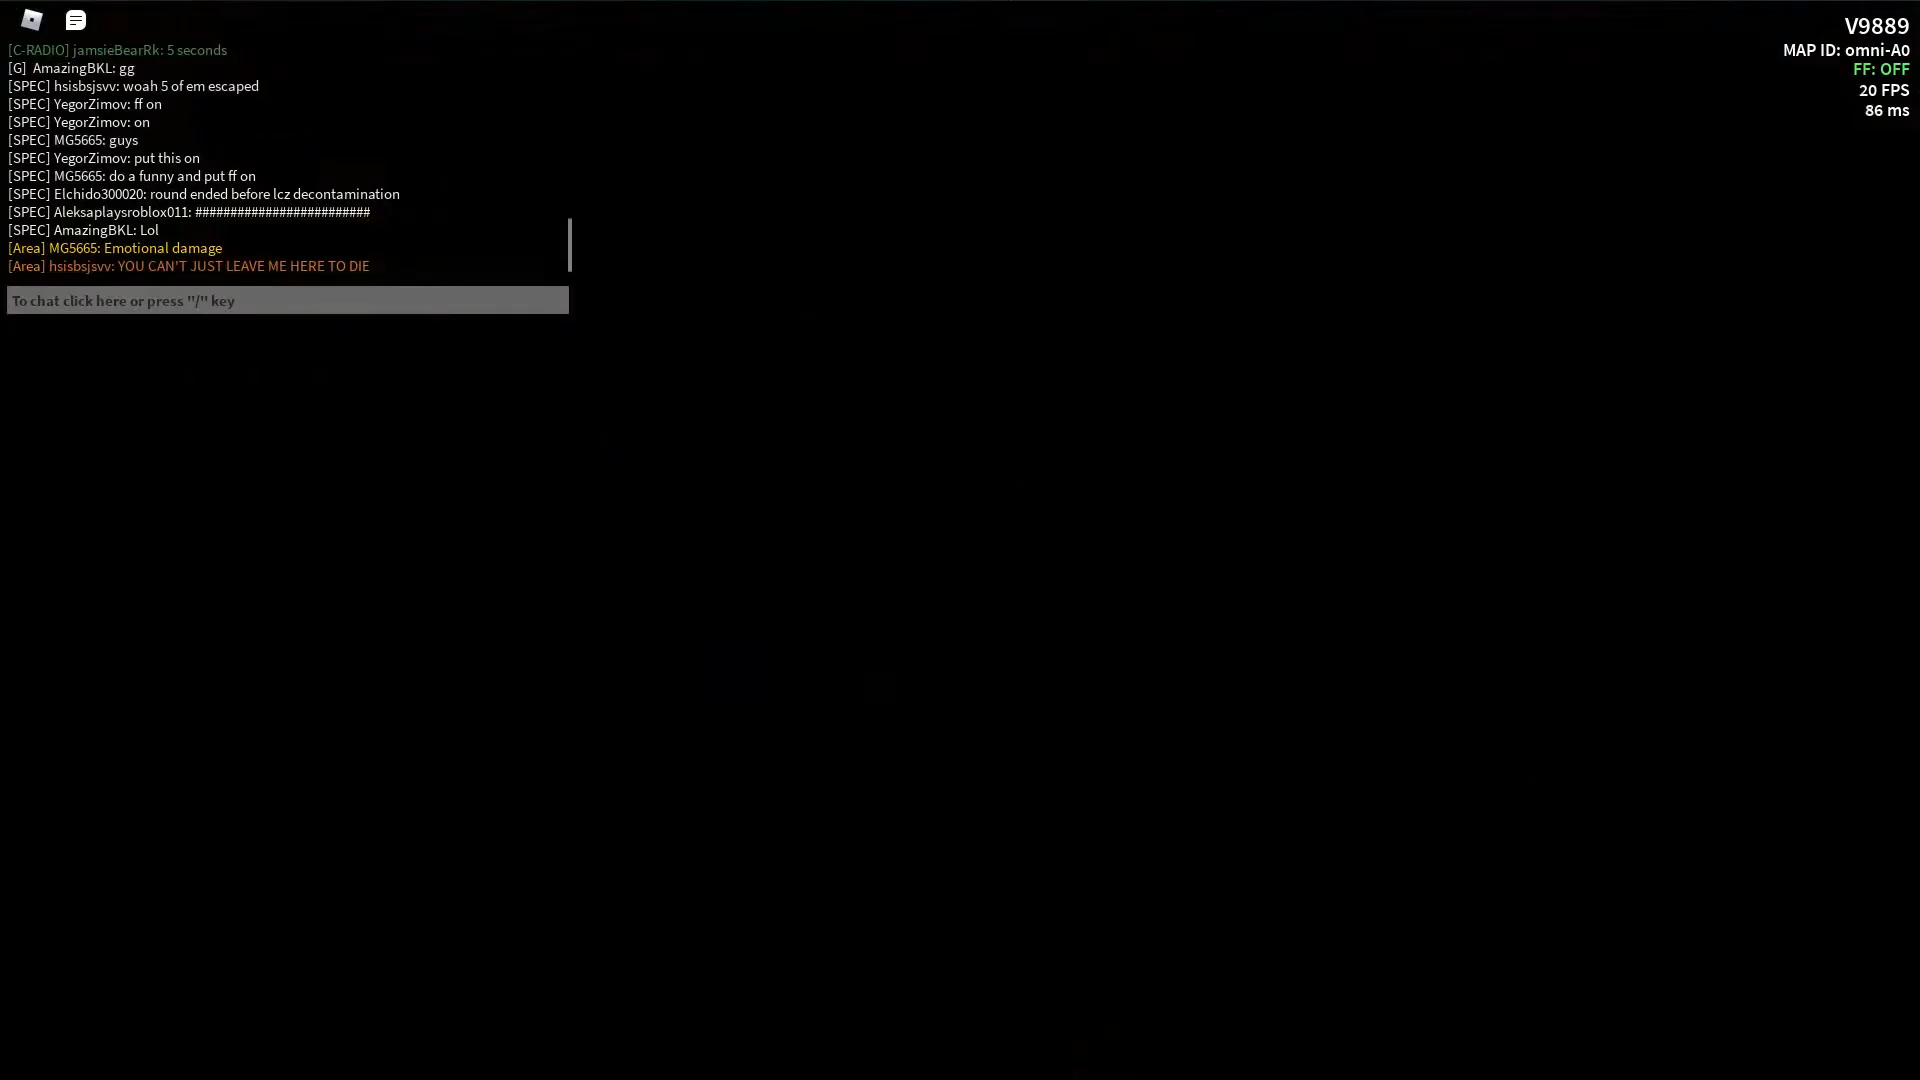 [C-RADIO] jamsieBearRk: 5 seconds
[G] AmazingBKL: gg
[SPEC] hsisbsjsvv: woah 5 of em escaped
[SPEC] YegorZimov: ff on
[SPEC] YegorZimov: on
[SPEC] MG5665: guys
[SPEC] YegorZimov: put this on
[SPEC] MG5665: do a funny and put ff on
[SPEC] Elchido300020: round ended before lcz decontamination
[SPEC] Aleksaplaysroblox011: #########################
[SPEC] AmazingBKL: Lol
[Area] MG5665: Emotional damage
[Area] hsisbsjsvv: YOU CAN'T JUST LEAVE ME HERE TO DIE
To chat click here or press "/" key
V9889
MAP ID: omni-A0
FF: OFF
20 FPS
86 ms